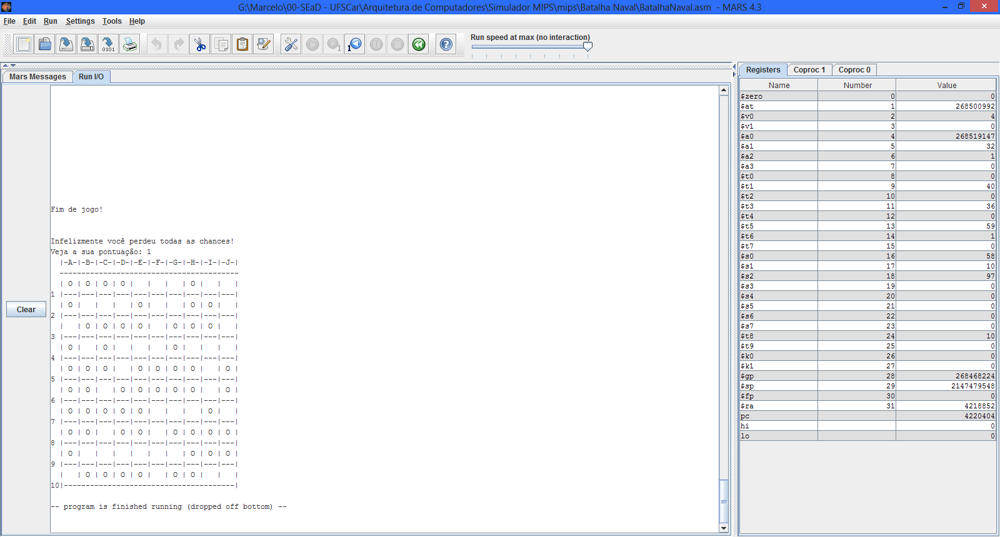 G:\Marcelo\00-SEaD - UFSCar\Arquitetura de Computadores\Simulador MIPS\mips\Batalha Naval\BatalhaNaval.asm  - MARS 4.3
File Edit Run Settings Tools Help
Run speed at max (no interaction)
Mars Messages Run I/O
Clear
Fim de jogo!
Infelizmente você perdeu todas as chances!
Veja a sua pontuação: 1
  |-A-|-B-|-C-|-D-|-E-|-F-|-G-|-H-|-I-|-J-|
  -----------------------------------------
  | O | O | O | O |   |   |   | O |   |   |
1 |---|---|---|---|---|---|---|---|---|---|
  | O |   |   |   | O |   |   | O | O |   |
2 |---|---|---|---|---|---|---|---|---|---|
  |   | O | O | O | O |   | O | O | O |   |
3 |---|---|---|---|---|---|---|---|---|---|
  | O |   | O |   |   |   | O |   |   |   |
4 |---|---|---|---|---|---|---|---|---|---|
  | O | O | O |   | O | O | O | O |   | O |
5 |---|---|---|---|---|---|---|---|---|---|
  | O | O |   | O | O | O | O | O |   | O |
6 |---|---|---|---|---|---|---|---|---|---|
  | O | O | O | O | O |   |   |   | O |   |
7 |---|---|---|---|---|---|---|---|---|---|
  | O | O |   | O | O |   | O | O | O | O |
8 |---|---|---|---|---|---|---|---|---|---|
  | O |   |   |   |   |   |   | O | O | O |
9 |---|---|---|---|---|---|---|---|---|---|
  |   | O | O | O | O |   | O | O |   |   |
10|---------------------------------------|
-- program is finished running (dropped off bottom) --
Registers Coproc 1 Coproc 0
Name Number Value
$zero 0 0
$at 1 268500992
$v0 2 4
$v1 3 0
$a0 4 268519147
$a1 5 32
$a2 6 1
$a3 7 0
$t0 8 0
$t1 9 40
$t2 10 0
$t3 11 36
$t4 12 0
$t5 13 59
$t6 14 1
$t7 15 0
$s0 16 58
$s1 17 10
$s2 18 97
$s3 19 0
$s4 20 0
$s5 21 0
$s6 22 0
$s7 23 0
$t8 24 10
$t9 25 0
$k0 26 0
$k1 27 0
$gp 28 268468224
$sp 29 2147479548
$fp 30 0
$ra 31 4218852
pc 4220404
hi 0
lo 0